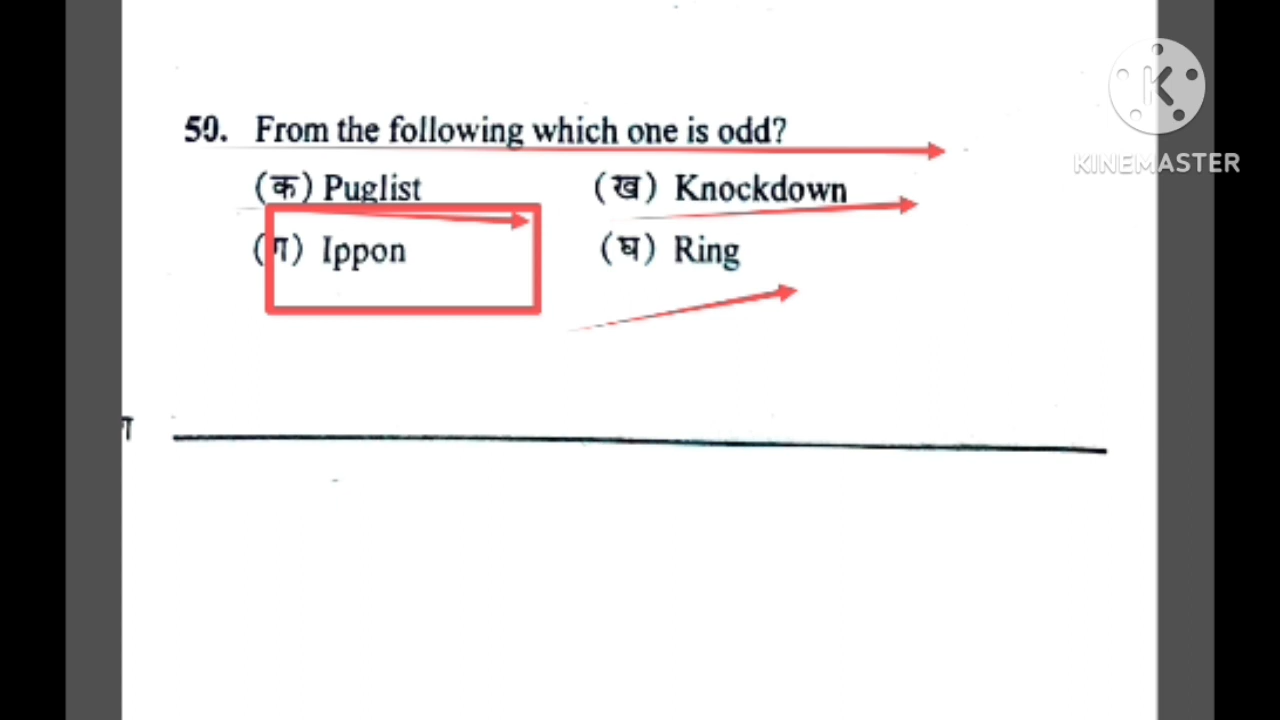 50. From the following which one is odd?
(क) Puglist (ख) Knockdown
(ग) Ippon (घ) Ring
ग
KINEMASTER